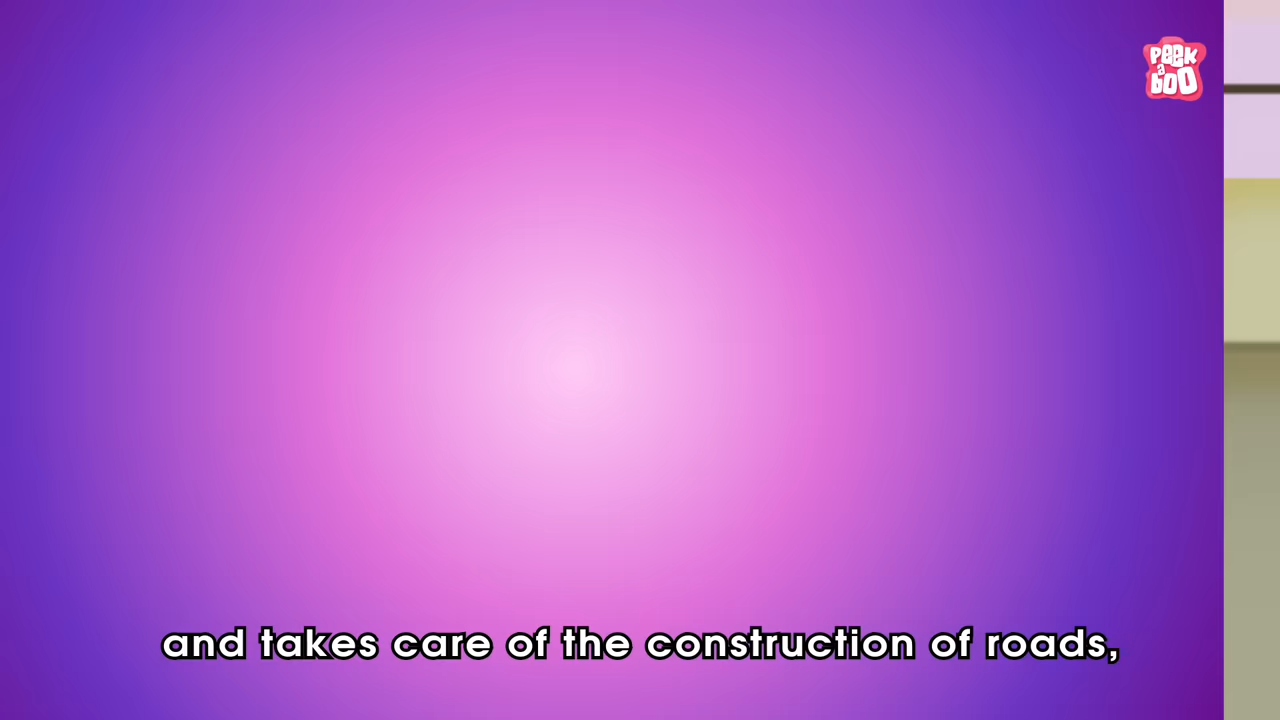 Peek
a
boo
and takes care of the construction of roads,